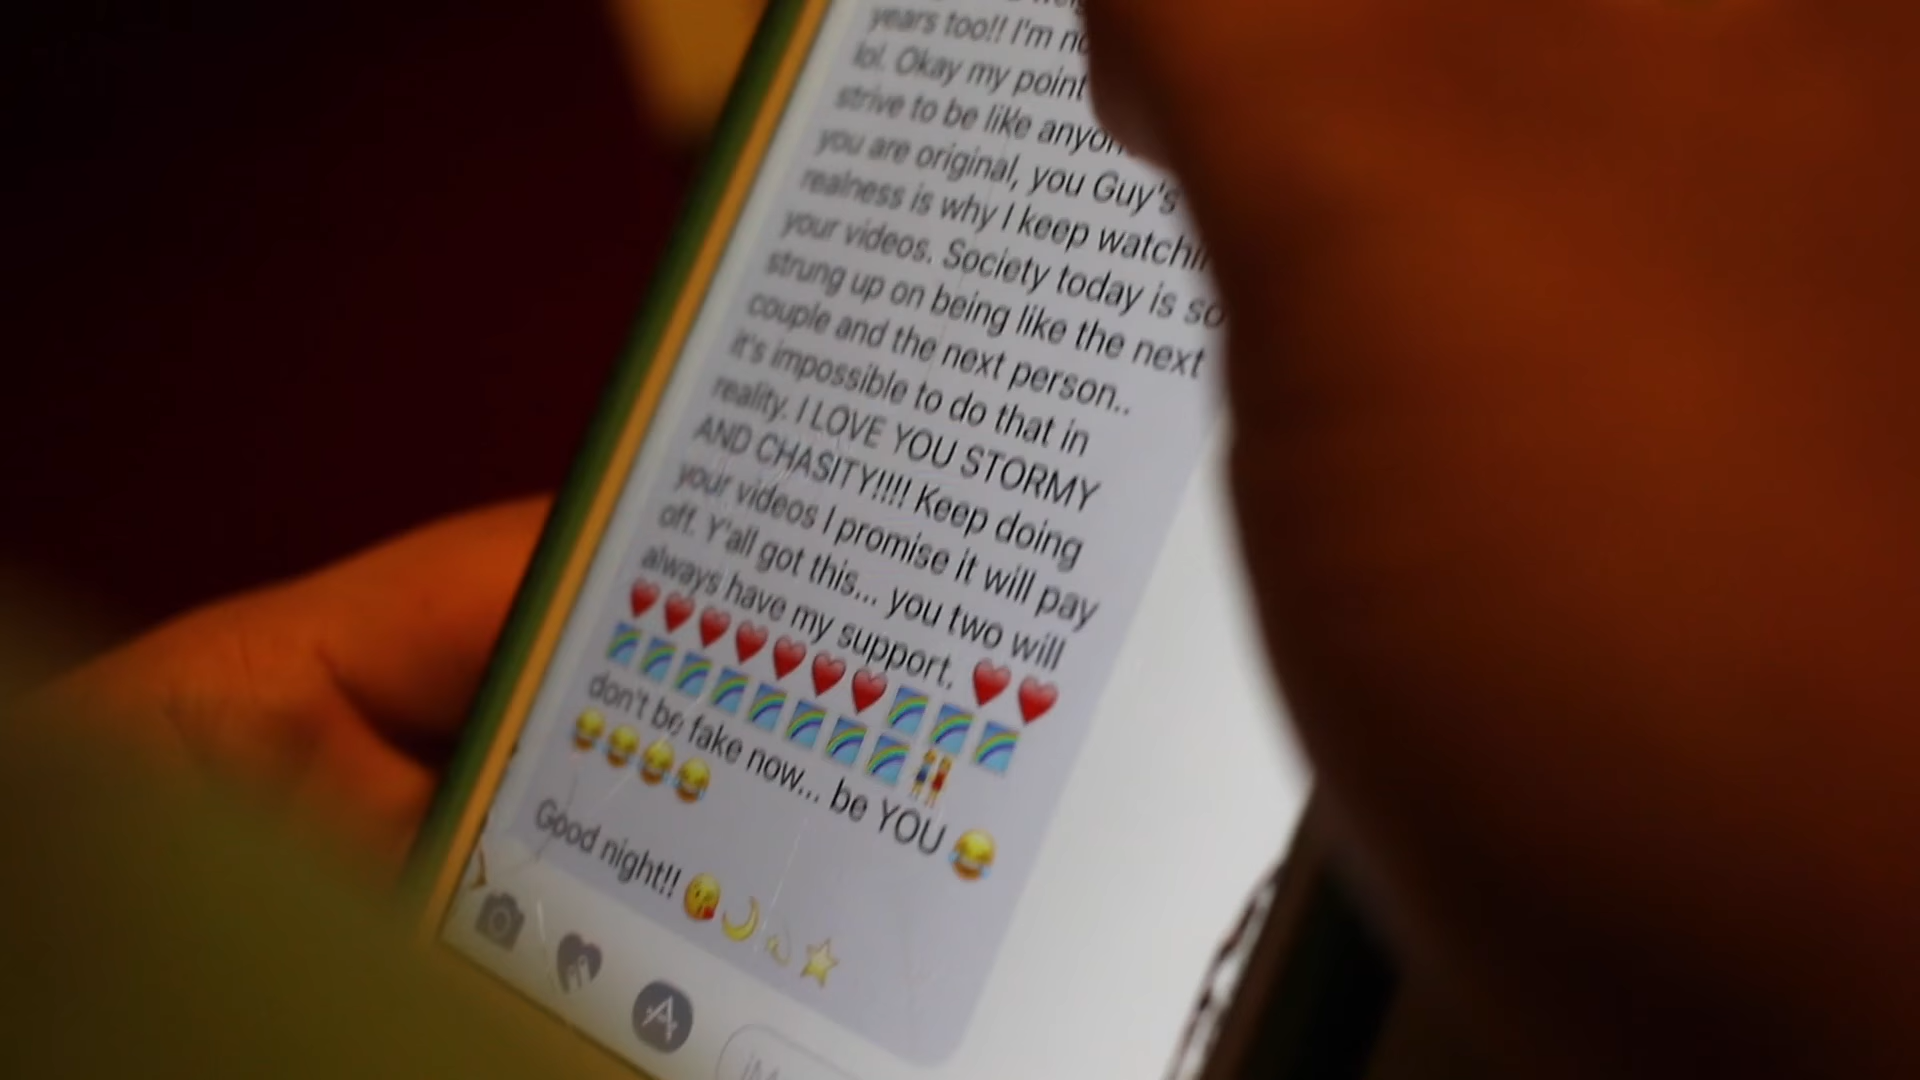 years too!! I'm
lol. Okay my point
strive to be like
you are original, you Guy's
realness is why I keep
your videos. Society today is so
strung up on being like the next
couple and the next person..
it's impossible to do that in
reality. I LOVE YOU STORMY
AND CHASITY!!!! Keep doing
your videos I promise it will pay
off. Y'all got this... you two will
always have my support. ❤️❤️
❤️❤️❤️❤️❤️❤️❤️🌈🌈🌈
🌈🌈🌈🌈🌈🌈🌈🌈👭
don't be fake now... be YOU 😂
😂😂😂😂
Good night!! 😘🌙💫⭐